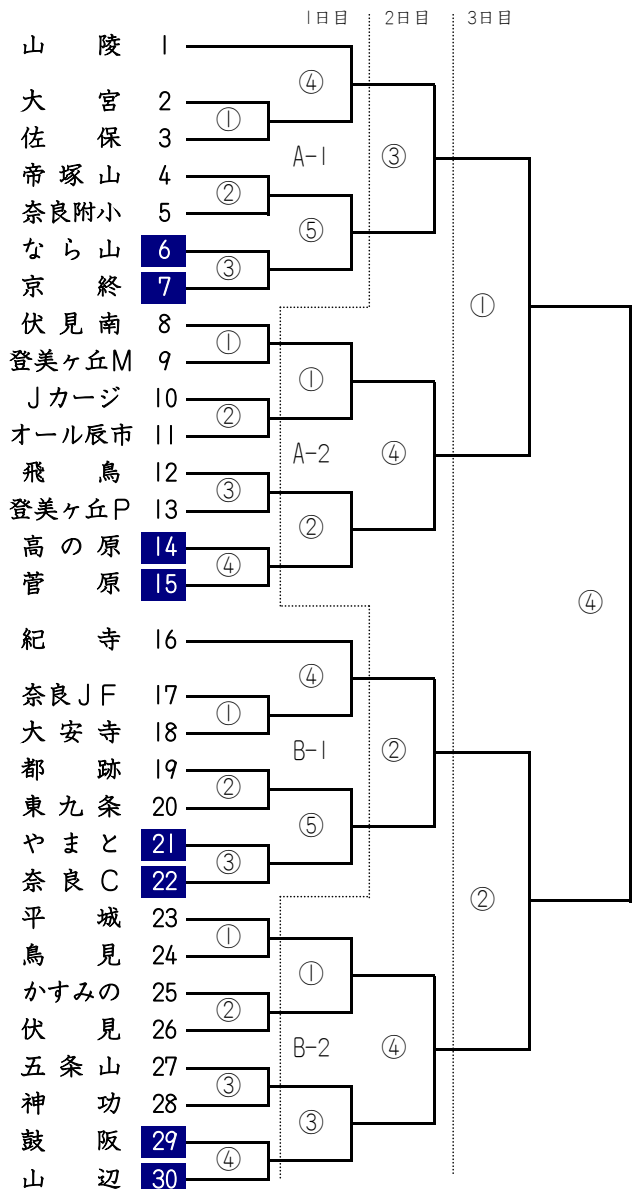 1日目 2日目 3日目
山陵 1
④
大宮 2
①
佐保 3
A-1 ③
帝塚山 4
②
奈良附小 5
⑤
なら山 6
③
京終 7
①
伏見南 8
①
登美ヶ丘M 9
①
Jカージ 10
②
オール辰市 11
A-2 ④
飛鳥 12
③
登美ヶ丘P 13
②
高の原 14
④
菅原 15
④
紀寺 16
④
奈良JF 17
①
大安寺 18
B-1 ②
都跡 19
②
東九条 20
⑤
やまと 21
③
奈良C 22
②
平城 23
①
鳥見 24
①
かすみの 25
②
伏見 26
B-2 ④
五条山 27
③
神功 28
③
鼓阪 29
④
山辺 30